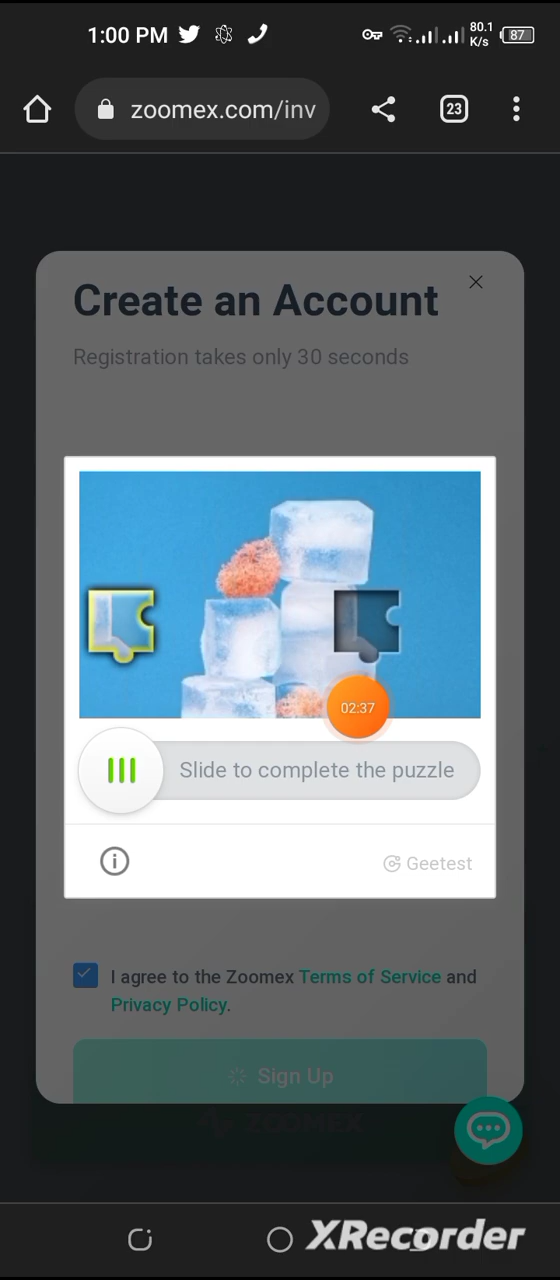 1:00 PM
80.1
K/s
87
zoomex.com/inv
23
Create an Account
Registration takes only 30 seconds
02:37
Slide to complete the puzzle
Geetest
I agree to the Zoomex Terms of Service and
Privacy Policy.
Sign Up
ZOOMEX
XRecorder